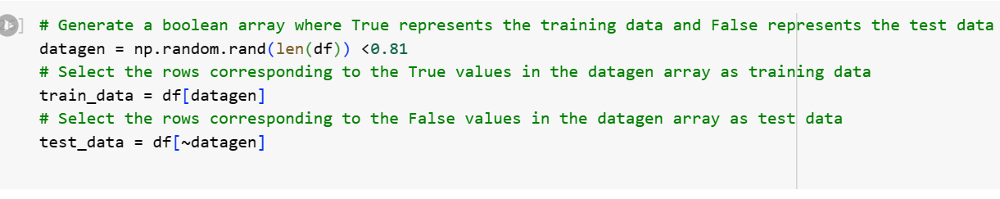 # Generate a boolean array where True represents the training data and False represents the test data
datagen = np.random.rand(len(df)) <0.81
# Select the rows corresponding to the True values in the datagen array as training data
train_data = df[datagen]
# Select the rows corresponding to the False values in the datagen array as test data
test_data = df[~datagen]